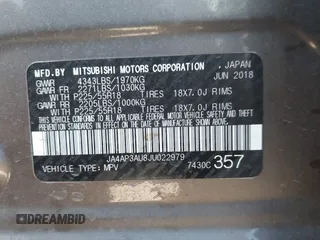 MFD.BY MITSUBISHI MOTORS CORPORATION JAPAN
GVWR 4343LBS/1970KG JUN 2018
GAWR FR 2271LBS/1030KG
WITH P225/55R18 TIRES 18X7.0J RIMS
GAWR RR 2205LBS/1000KG
WITH P225/55R18 TIRES 18X7.0J RIMS
JA4AP3AU8JU022979
VEHICLE TYPE: MPV 7430C 357
DREAMBID